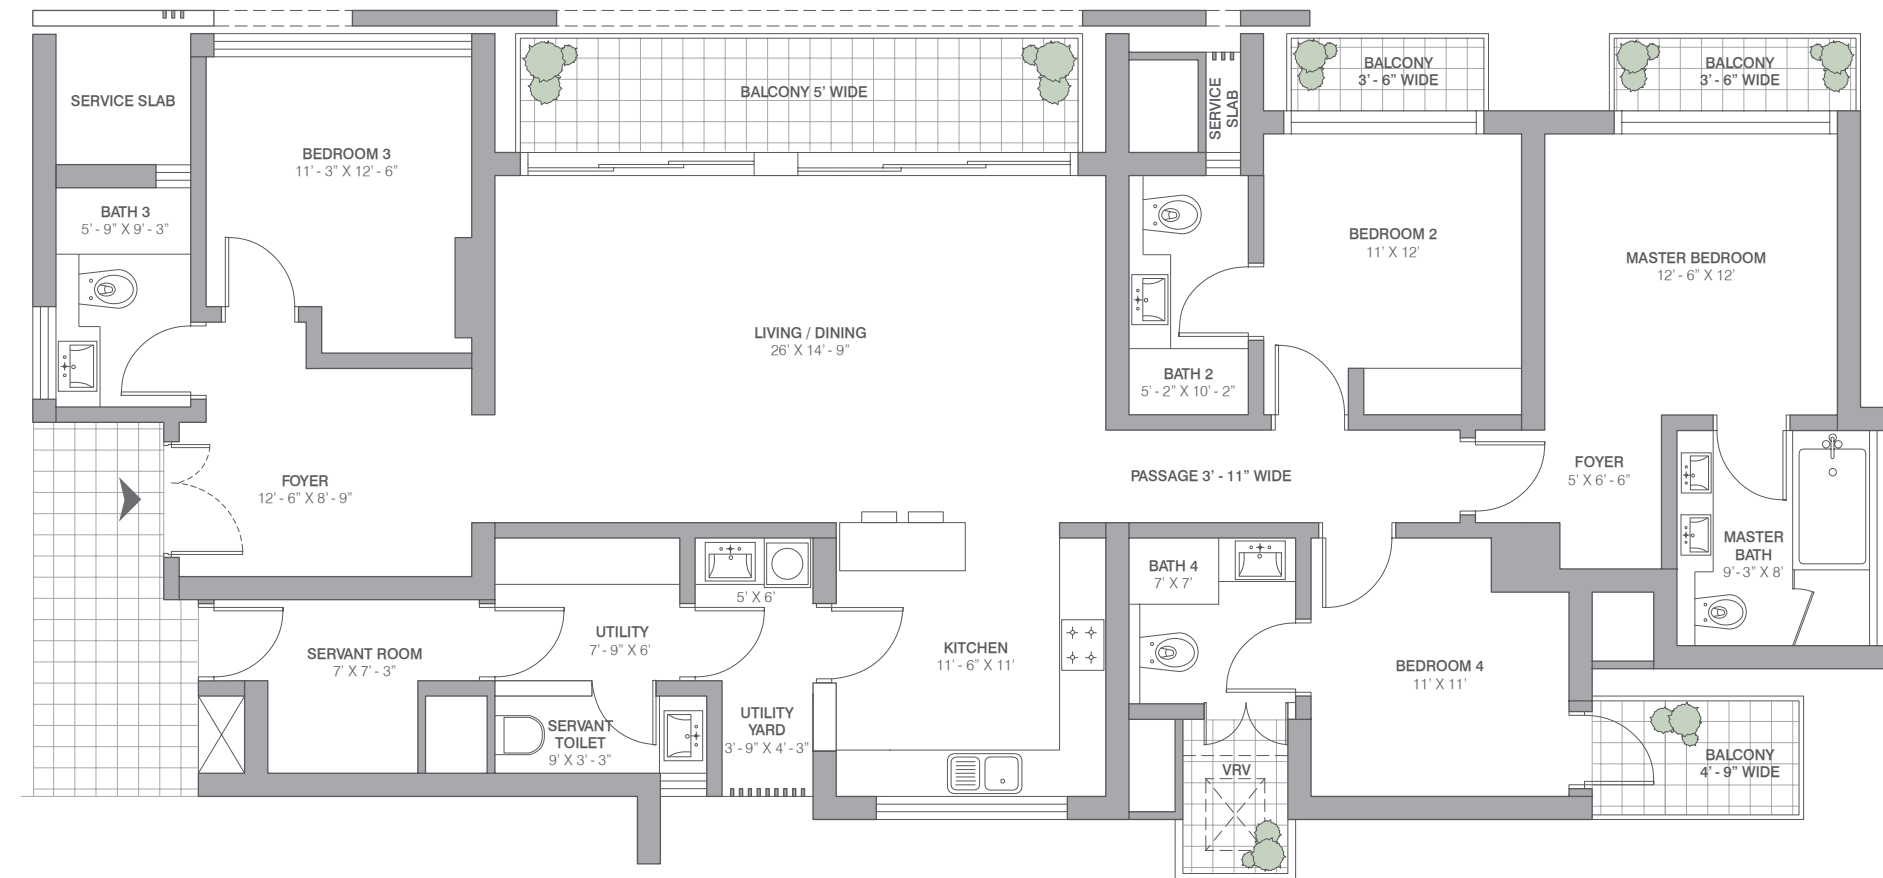 SERVICE SLAB
BEDROOM 3
11' - 3" X 12' - 6"
BATH 3
5' - 9" X 9' - 3"
BALCONY 5' WIDE
SERVICE
SLAB
BALCONY
3' - 6" WIDE
BALCONY
3' - 6" WIDE
BEDROOM 2
11' X 12'
MASTER BEDROOM
12' - 6" X 12'
LIVING / DINING
26' X 14' - 9"
BATH 2
5' - 2" X 10' - 2"
FOYER
12' - 6" X 8' - 9"
PASSAGE 3' - 11" WIDE
FOYER
5' X 6' - 6"
MASTER
BATH
9' - 3" X 8'
BATH 4
7' X 7'
5' X 6'
SERVANT ROOM
7' X 7' - 3"
UTILITY
7' - 9" X 6'
KITCHEN
11' - 6" X 11'
BEDROOM 4
11' X 11'
SERVANT
TOILET
9' X 3' - 3"
UTILITY
YARD
3' - 9" X 4' - 3"
VRV
BALCONY
4' - 9" WIDE